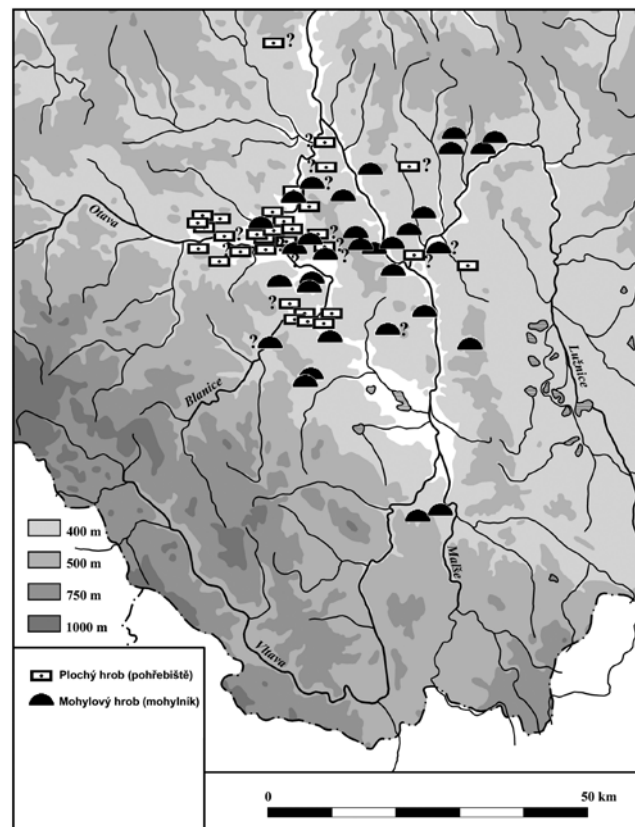 ?
?
?
?
?
Otava
?
?
?
?
?
?
?
?
?
?
?
Blanice
Lužnice
400 m
500 m
750 m
1000 m
Malše
Vltava
Plochý hrob (pohřebiště)
Mohylový hrob (mohylník)
0
50 km